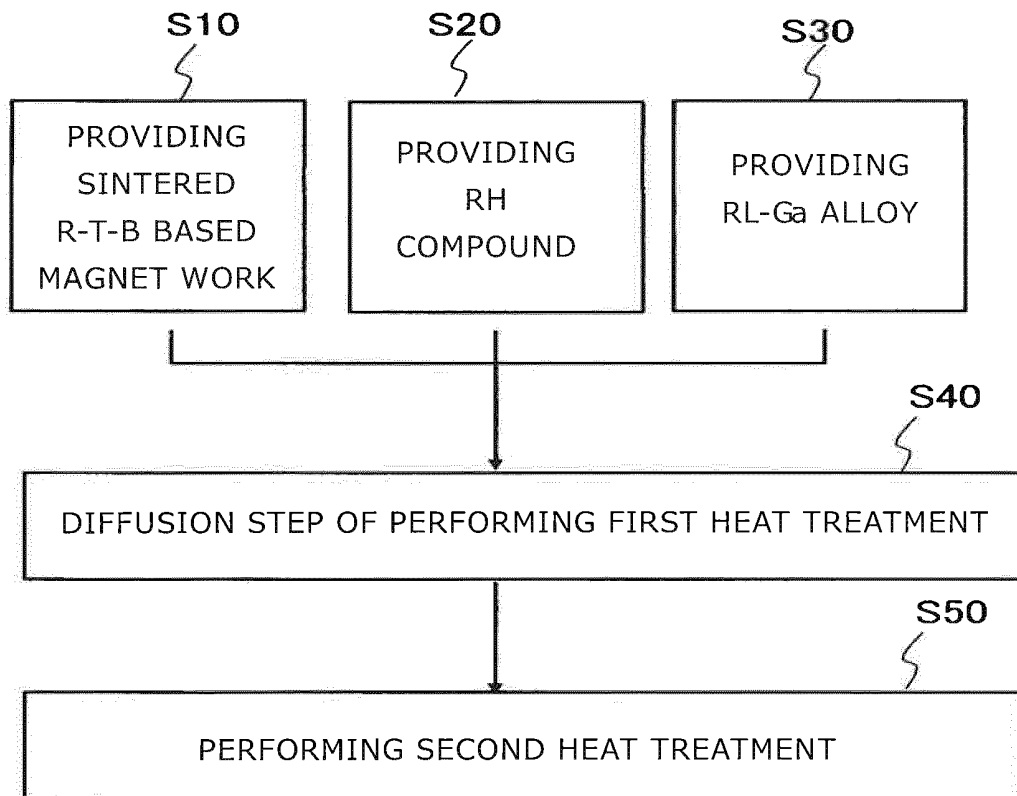 S10
S20
S30
PROVIDING
SINTERED
R-T-B BASED
MAGNET WORK
PROVIDING
RH
COMPOUND
PROVIDING
RL-Ga ALLOY
S40
DIFFUSION STEP OF PERFORMING FIRST HEAT TREATMENT
S50
PERFORMING SECOND HEAT TREATMENT